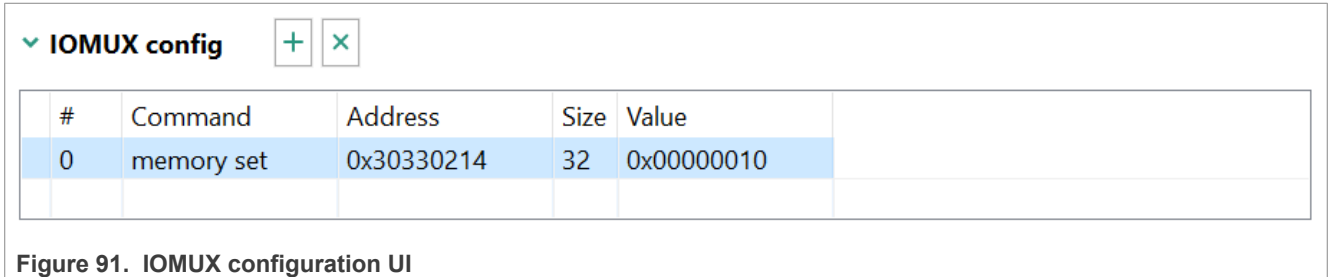 IOMUX config
# Command Address Size Value
0 memory set 0x30330214 32 0x00000010
Figure 91. IOMUX configuration UI